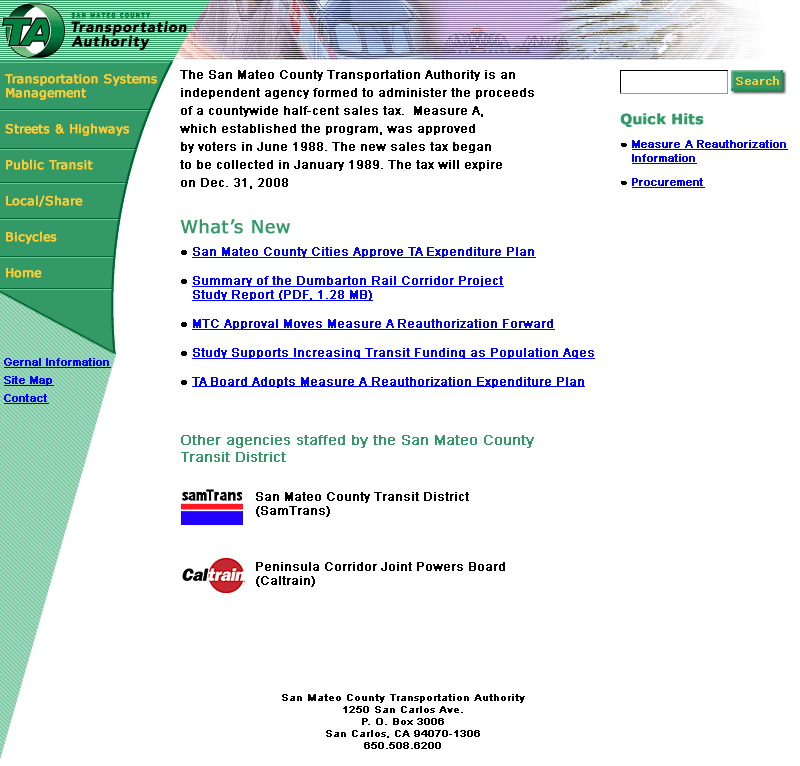 TA
SAN MATEO COUNTY
Transportation
Authority
Transportation Systems
Management
Streets & Highways
Public Transit
Local/Share
Bicycles
Home
Gernal Information
Site Map
Contact
The San Mateo County Transportation Authority is an
independent agency formed to administer the proceeds
of a countywide half-cent sales tax. Measure A,
which established the program, was approved
by voters in June 1988. The new sales tax began
to be collected in January 1989. The tax will expire
on Dec. 31, 2008
What's New
San Mateo County Cities Approve TA Expenditure Plan
Summary of the Dumbarton Rail Corridor Project
Study Report (PDF, 1.28 MB)
MTC Approval Moves Measure A Reauthorization Forward
Study Supports Increasing Transit Funding as Population Ages
TA Board Adopts Measure A Reauthorization Expenditure Plan
Other agencies staffed by the San Mateo County
Transit District
samTrans
San Mateo County Transit District
(SamTrans)
Caltrain
Peninsula Corridor Joint Powers Board
(Caltrain)
Search
Quick Hits
Measure A Reauthorization
Information
Procurement
San Mateo County Transportation Authority
1250 San Carlos Ave.
P. O. Box 3006
San Carlos, CA 94070-1306
650.508.6200